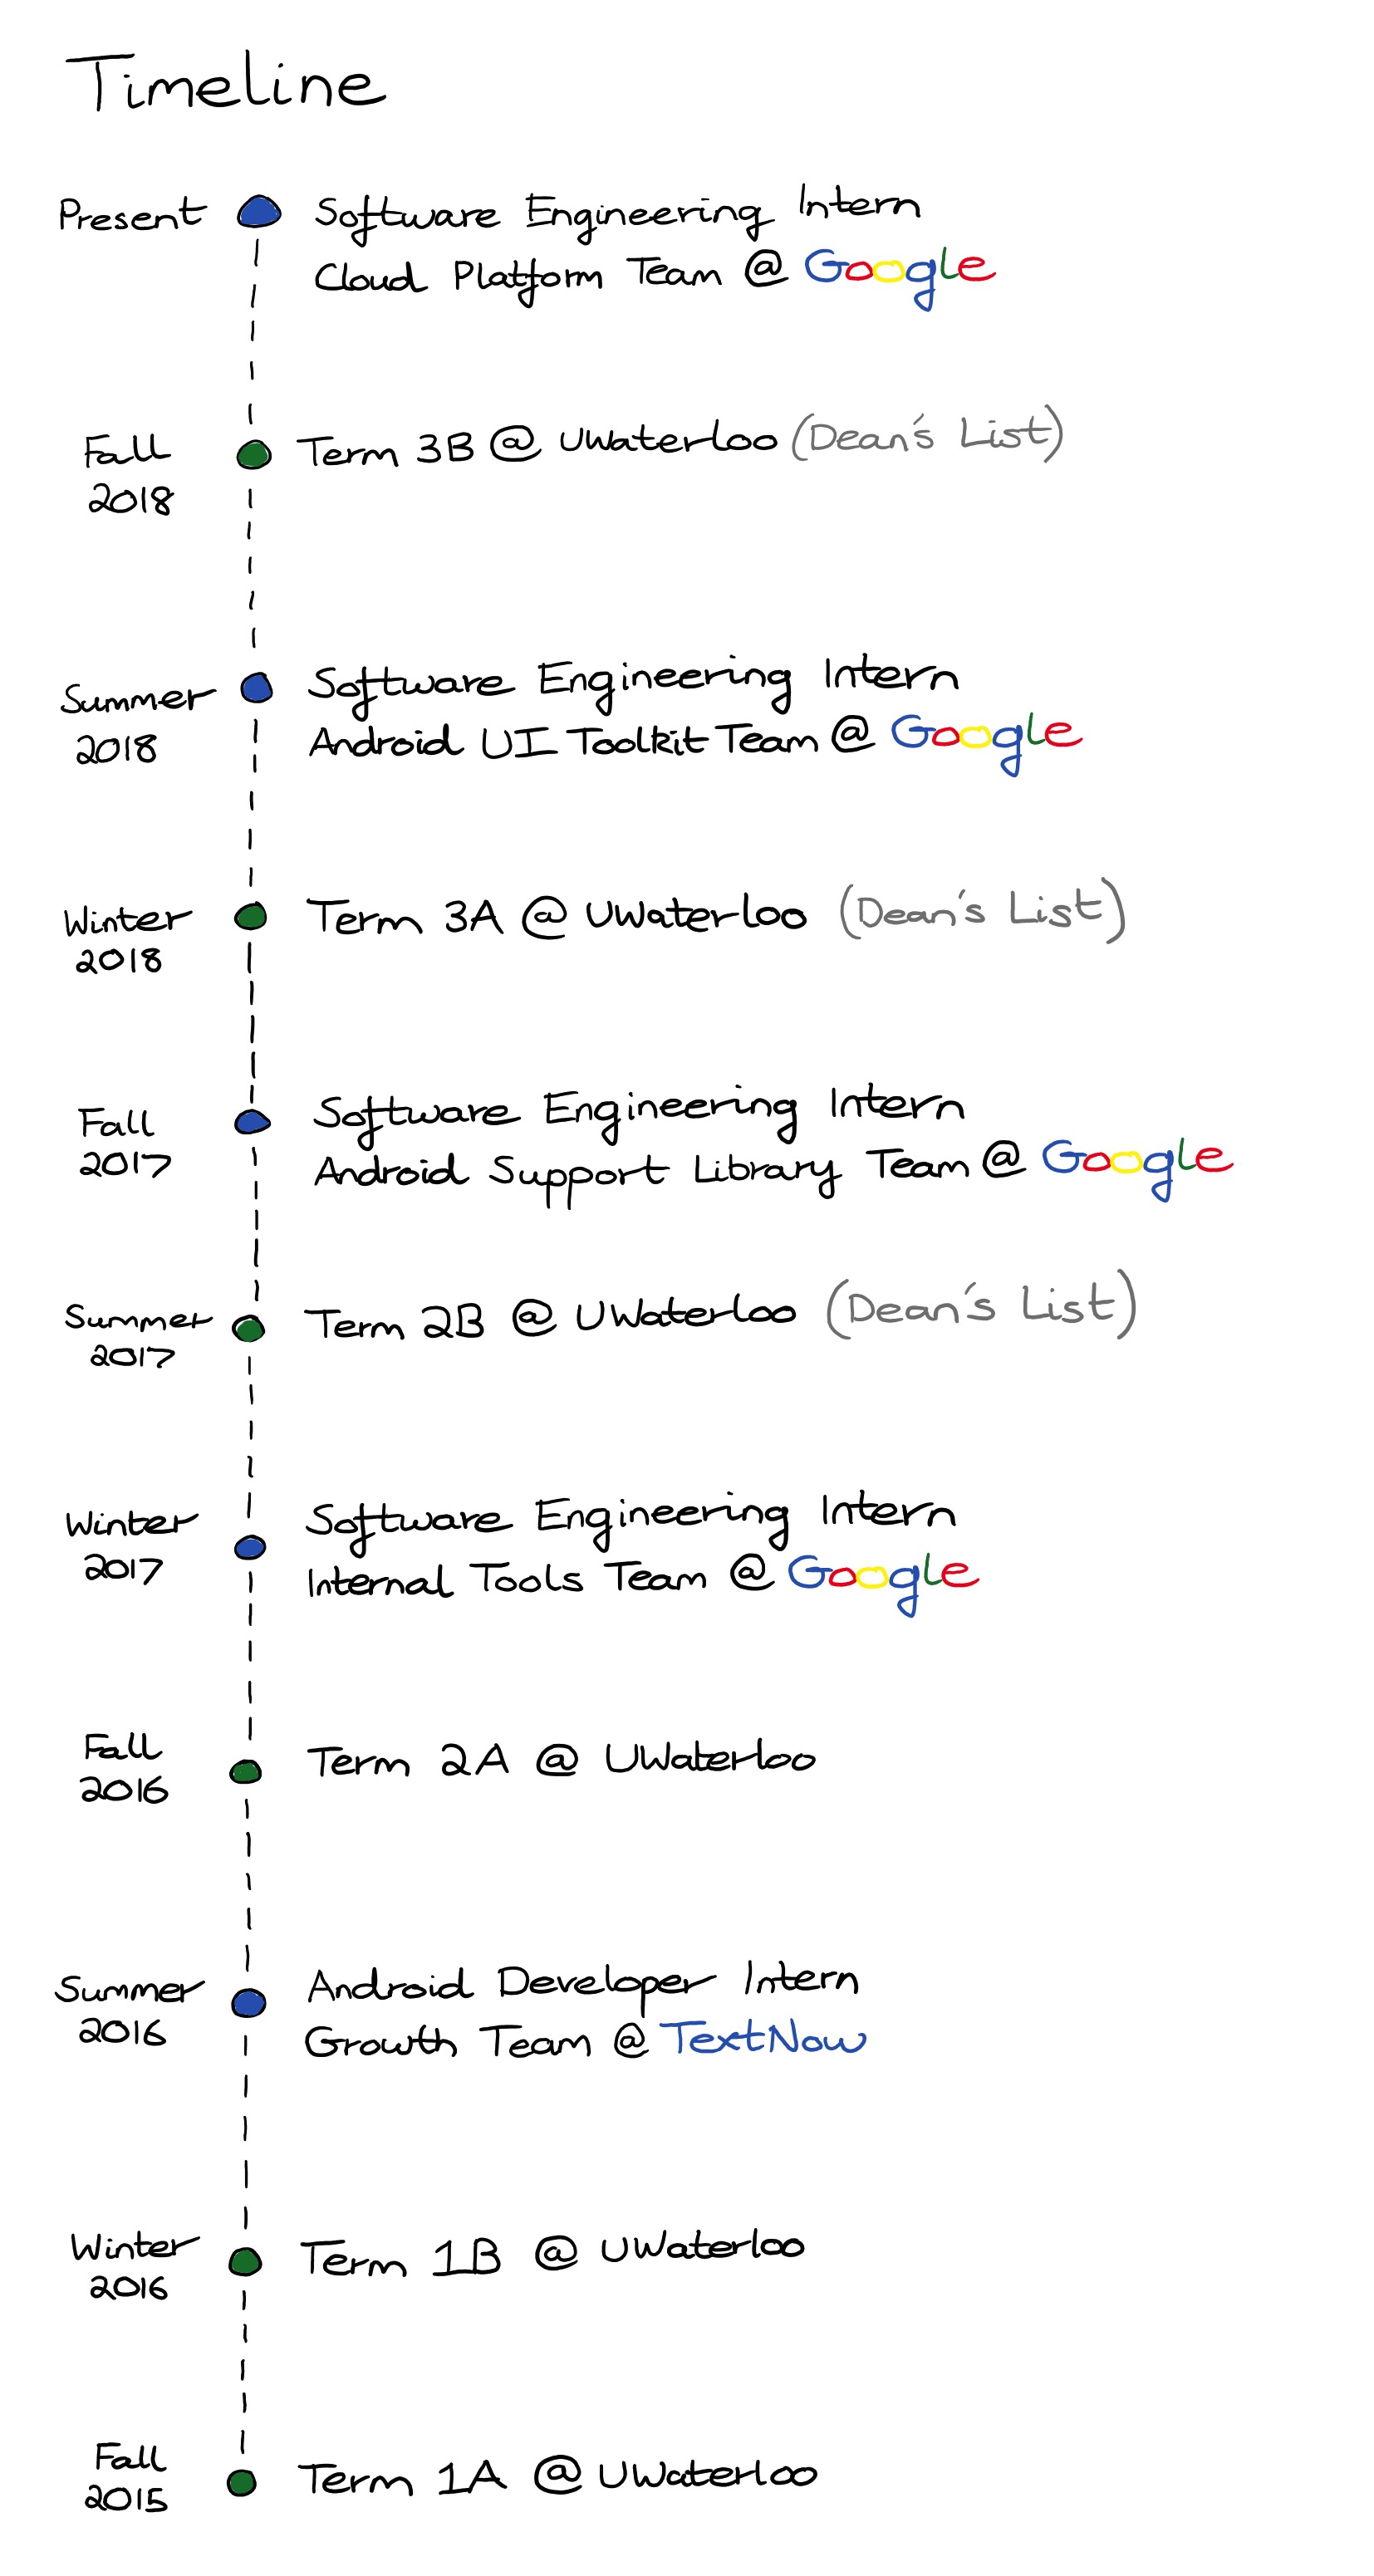 Timeline
Present
Software Engineering Intern
Cloud Platform Team @ Google
Fall
2018
Term 3B @ UWaterloo (Dean's List)
Summer
2018
Software Engineering Intern
Android UI Toolkit Team @ Google
Winter
2018
Term 3A @ UWaterloo (Dean's List)
Fall
2017
Software Engineering Intern
Android Support Library Team @ Google
Summer
2017
Term 2B @ UWaterloo (Dean's List)
Winter
2017
Software Engineering Intern
Internal Tools Team @ Google
Fall
2016
Term 2A @ UWaterloo
Summer
2016
Android Developer Intern
Growth Team @ TextNow
Winter
2016
Term 1B @ UWaterloo
Fall
2015
Term 1A @ UWaterloo